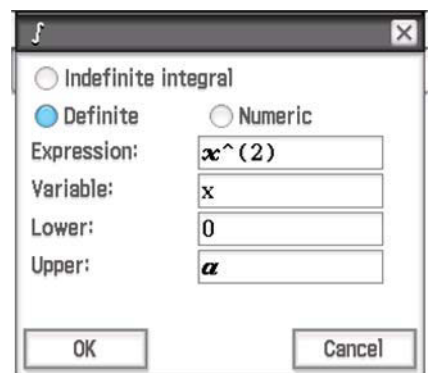 ∫
Indefinite integral
Definite Numeric
Expression: x^(2)
Variable: x
Lower: 0
Upper: a
OK Cancel